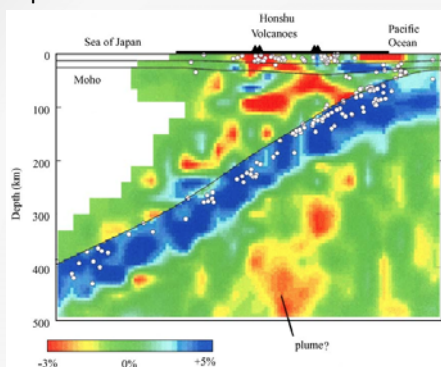 Honshu
Volcanoes
Sea of Japan
Pacific
Ocean
0
Moho
100
200
300
400
500
Depth (km)
plume?
-3%
0%
+5%